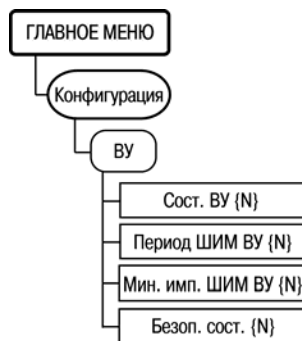 ГЛАВНОЕ МЕНЮ
Конфигурация
ВУ
Сост. ВУ {N}
Период ШИМ ВУ {N}
Мин. имп. ШИМ ВУ {N}
Безоп. сост. {N}